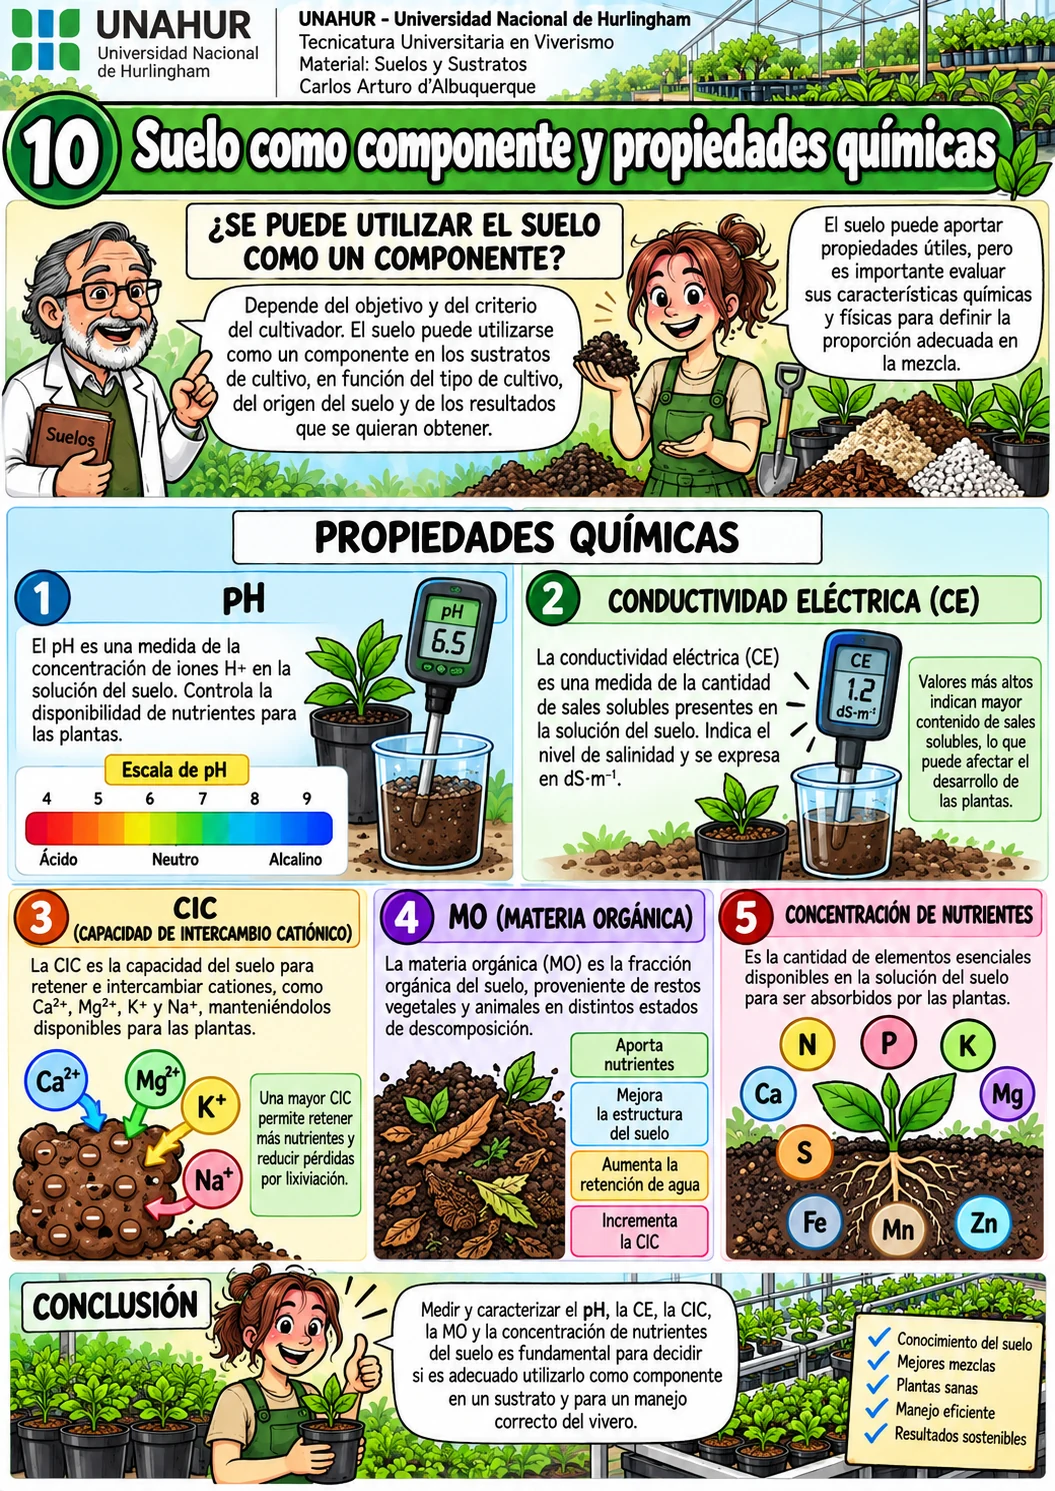 UNAHUR
Universidad Nacional
de Hurlingham
UNAHUR - Universidad Nacional de Hurlingham
Tecnicatura Universitaria en Viverismo
Material: Suelos y Sustratos
Carlos Arturo d'Albuquerque
10
Suelo como componente y propiedades químicas
¿SE PUEDE UTILIZAR EL SUELO
COMO UN COMPONENTE?
Depende del objetivo y del criterio
del cultivador. El suelo puede utilizarse
como un componente en los sustratos
de cultivo, en función del tipo de cultivo,
del origen del suelo y de los resultados
que se quieran obtener.
Suelos
El suelo puede aportar
propiedades útiles, pero
es importante evaluar
sus características químicas
y físicas para definir la
proporción adecuada en
la mezcla.
PROPIEDADES QUÍMICAS
1
pH
El pH es una medida de la
concentración de iones H+ en la
solución del suelo. Controla la
disponibilidad de nutrientes para
las plantas.
pH
6.5
Escala de pH
4 5 6 7 8 9
Ácido Neutro Alcalino
2
CONDUCTIVIDAD ELÉCTRICA (CE)
La conductividad eléctrica (CE)
es una medida de la cantidad
de sales solubles presentes en
la solución del suelo. Indica el
nivel de salinidad y se expresa
en dS·m⁻¹.
CE
1.2
dS·m⁻¹
Valores más altos
indican mayor
contenido de sales
solubles, lo que
puede afectar el
desarrollo de
las plantas.
3
CIC
(CAPACIDAD DE INTERCAMBIO CATIÓNICO)
La CIC es la capacidad del suelo para
retener e intercambiar cationes, como
Ca²⁺, Mg²⁺, K⁺ y Na⁺, manteniéndolos
disponibles para las plantas.
Ca²⁺
Mg²⁺
K⁺
Na⁺
Una mayor CIC
permite retener
más nutrientes y
reducir pérdidas
por lixiviación.
4
MO (MATERIA ORGÁNICA)
La materia orgánica (MO) es la fracción
orgánica del suelo, proveniente de restos
vegetales y animales en distintos estados
de descomposición.
Aporta
nutrientes
Mejora
la estructura
del suelo
Aumenta la
retención de agua
Incrementa
la CIC
5
CONCENTRACIÓN DE NUTRIENTES
Es la cantidad de elementos esenciales
disponibles en la solución del suelo
para ser absorbidos por las plantas.
N
P
K
Ca
Mg
S
Fe
Mn
Zn
CONCLUSIÓN
Medir y caracterizar el pH, la CE, la CIC,
la MO y la concentración de nutrientes
del suelo es fundamental para decidir
si es adecuado utilizarlo como componente
en un sustrato y para un manejo
correcto del vivero.
Conocimiento del suelo
Mejores mezclas
Plantas sanas
Manejo eficiente
Resultados sostenibles